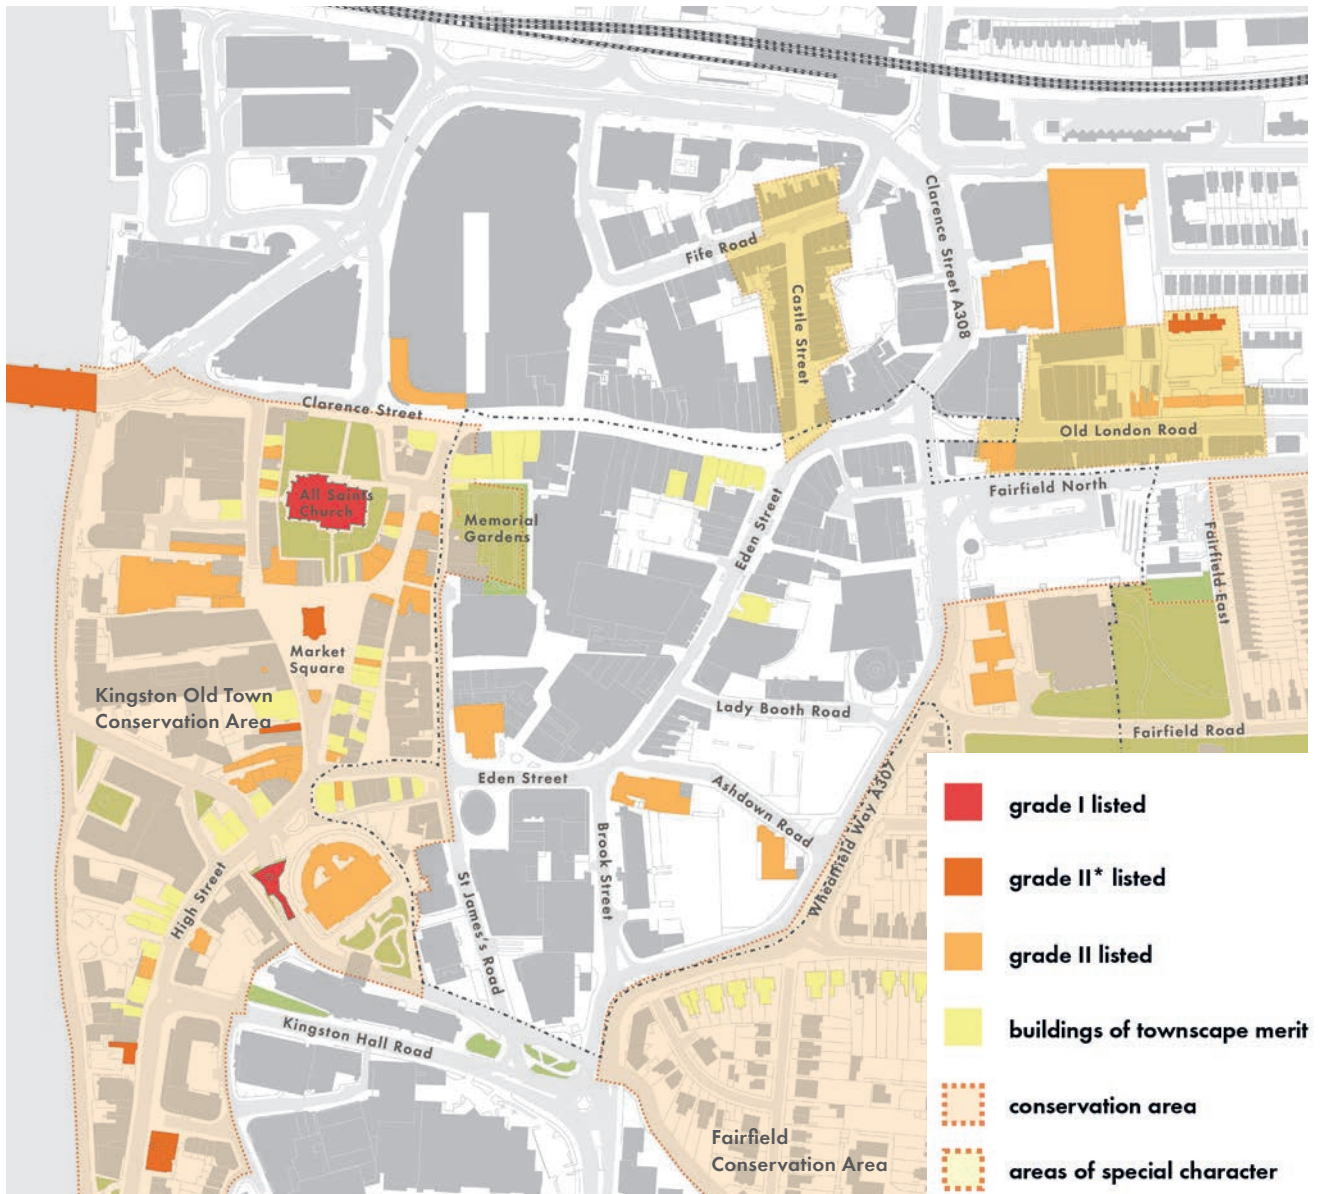 Clarence Street A308
Fife Road
Castle Street
Clarence Street
Old London Road
All Saints
Church
Memorial
Gardens
Fairfield North
Eden Street
Fairfield East
Market
Square
Kingston Old Town
Conservation Area
Lady Booth Road
Fairfield Road
Eden Street
Ashdown Road
Wheatfield Way A307
Brook Street
High Street
St James's Road
Kingston Hall Road
Fairfield
Conservation Area
grade I listed
grade II* listed
grade II listed
buildings of townscape merit
conservation area
areas of special character